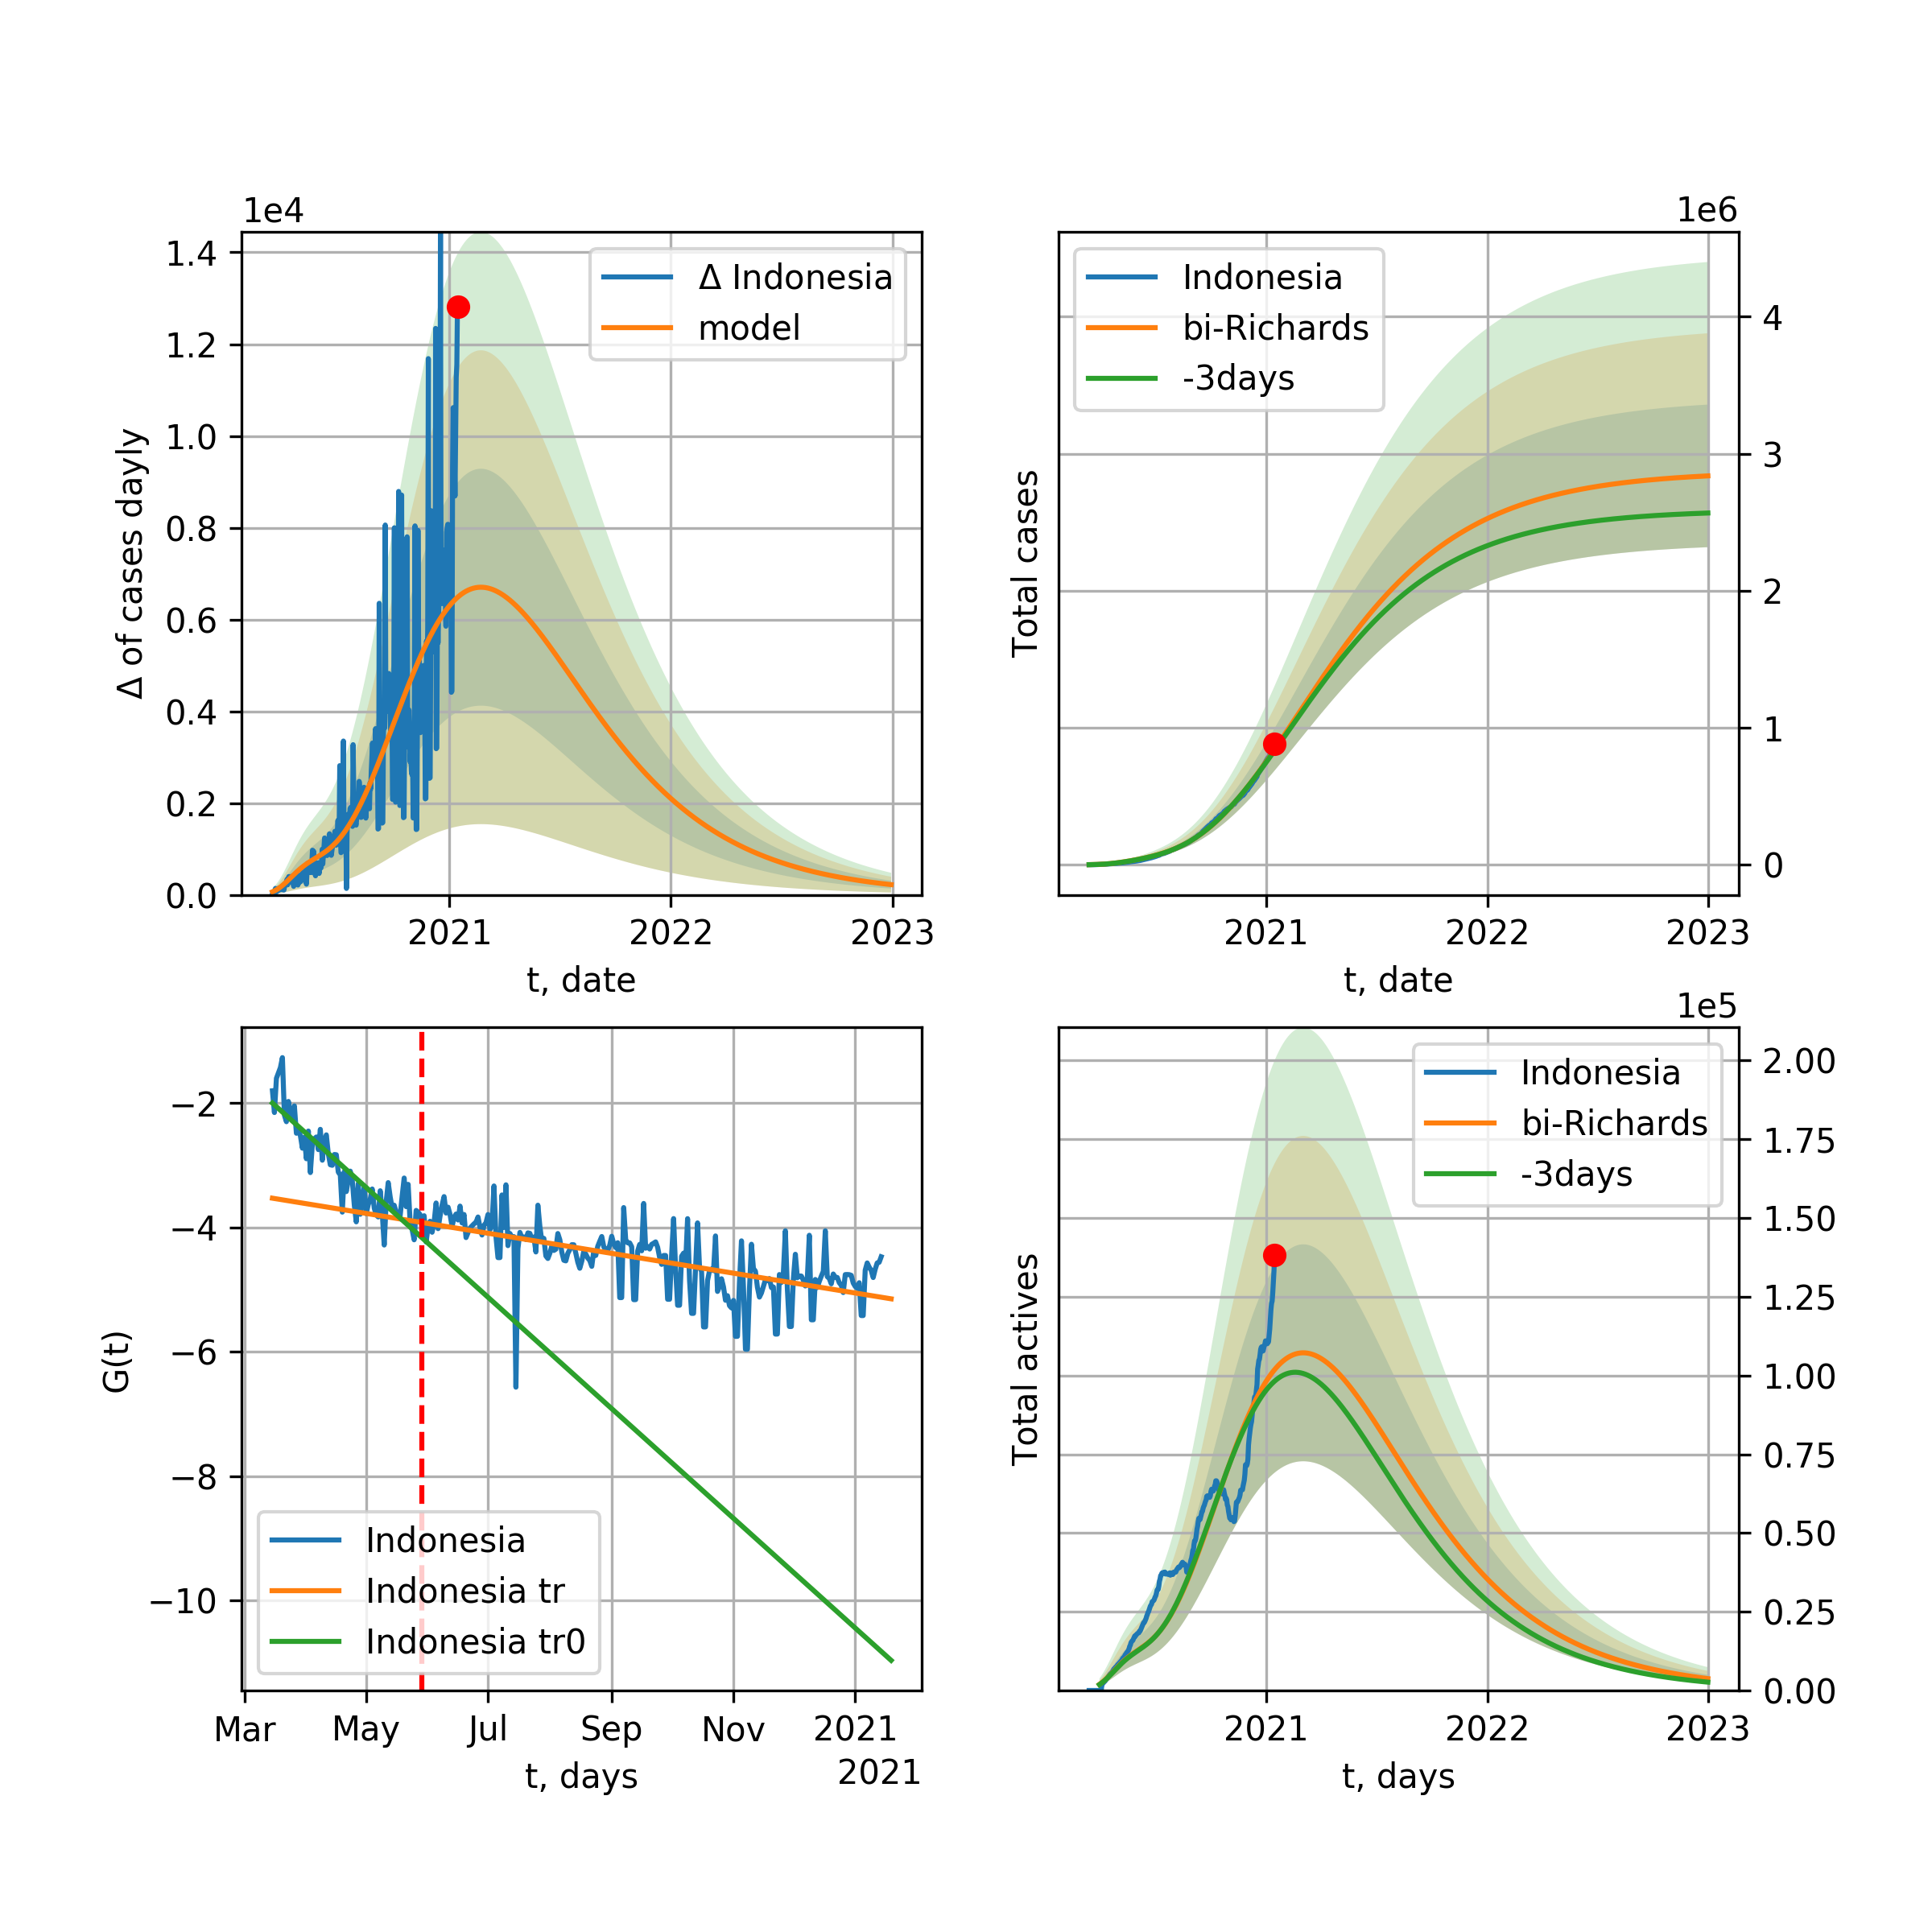 1e4
1.4
1.2
1.0
0.8
0.6
0.4
0.2
0.0
Δ of cases dayly
Δ Indonesia
model
2021 2022 2023
t, date
1e6
Indonesia
bi-Richards
-3days
Total cases
4
3
2
1
0
2021 2022 2023
t, date
−2
−4
−6
−8
−10
G(t)
Indonesia
Indonesia tr
Indonesia tr0
Mar May Jul Sep Nov 2021
2021
t, days
1e5
Indonesia
bi-Richards
-3days
Total actives
2.00
1.75
1.50
1.25
1.00
0.75
0.50
0.25
0.00
2021 2022 2023
t, days